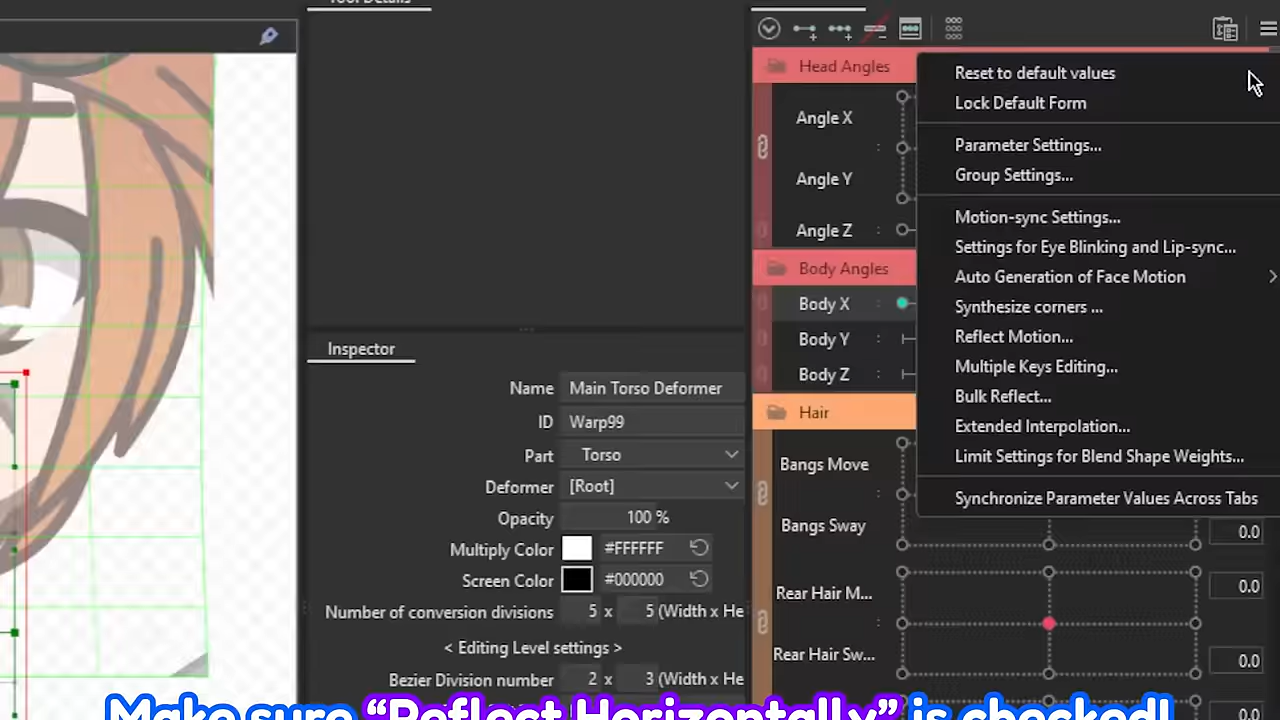 Tool Details
Head Angles
Angle X
:
Angle Y
Angle Z
Body Angles
Body X :
Body Y :
Body Z :
Hair
Bangs Move
:
Bangs Sway
0.0
Rear Hair M...
0.0
:
Rear Hair Sw...
0.0
0.0
Reset to default values
Lock Default Form
Parameter Settings...
Group Settings...
Motion-sync Settings...
Settings for Eye Blinking and Lip-sync...
Auto Generation of Face Motion
Synthesize corners ...
Reflect Motion...
Multiple Keys Editing...
Bulk Reflect...
Extended Interpolation...
Limit Settings for Blend Shape Weights...
Synchronize Parameter Values Across Tabs
Inspector
Name Main Torso Deformer
ID Warp99
Part Torso
Deformer [Root]
Opacity 100 %
Multiply Color #FFFFFF
Screen Color #000000
Number of conversion divisions 5 x 5 (Width x He
< Editing Level settings >
Bezier Division number 2 x 3 (Width x He
Make sure “Reflect Horizontally” is checked!